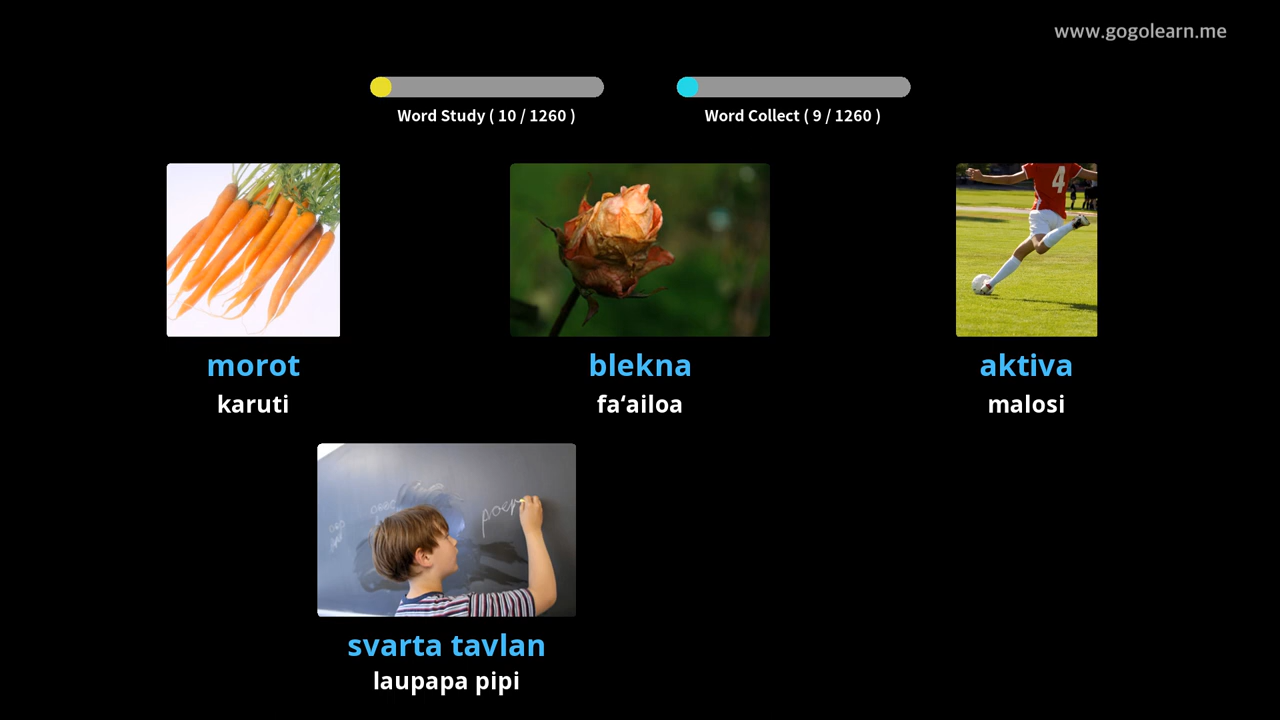 www.gogolearn.me
Word Study ( 10 / 1260 )
Word Collect ( 9 / 1260 )
morot
karuti
blekna
fa‘ailoa
aktiva
malosi
4
svarta tavlan
laupapa pipi